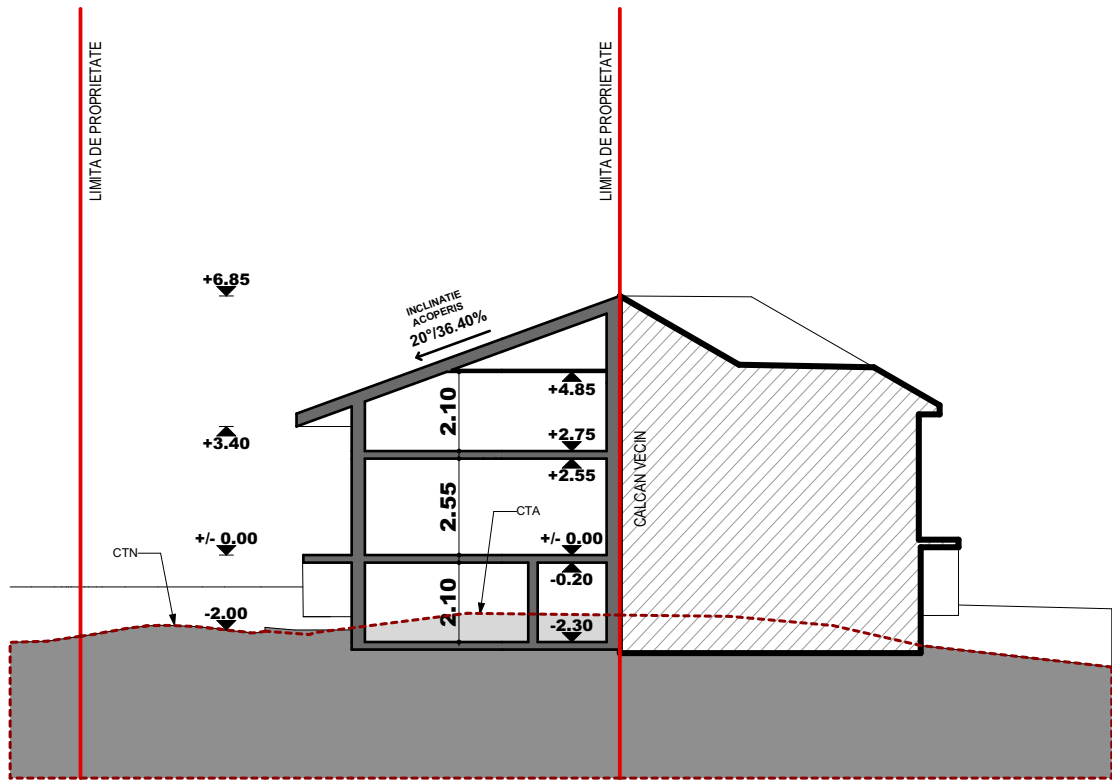 LIMITA DE PROPRIETATE
LIMITA DE PROPRIETATE
+6.85
INCLINATIE
ACOPERIS
20°/36.40%
+4.85
2.10
+3.40
+2.75
+2.55
CALCAN VECIN
2.55
CTA
+/- 0.00
+/- 0.00
CTN
-0.20
2.10
-2.00
-2.30